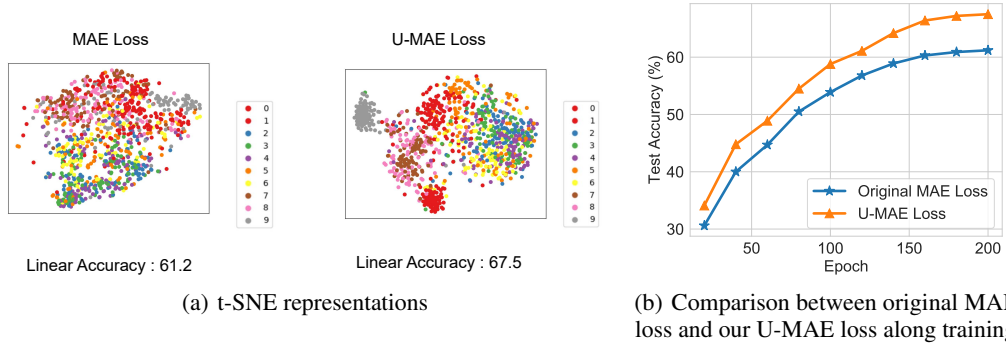 MAE Loss
0
1
2
3
4
5
6
7
8
9
Linear Accuracy : 61.2
U-MAE Loss
0
1
2
3
4
5
6
7
8
9
Linear Accuracy : 67.5
(a) t-SNE representations
Test Accuracy (%)
60
50
40
30
50
100
150
200
Epoch
Original MAE Loss
U-MAE Loss
(b) Comparison between original MAE
loss and our U-MAE loss along training